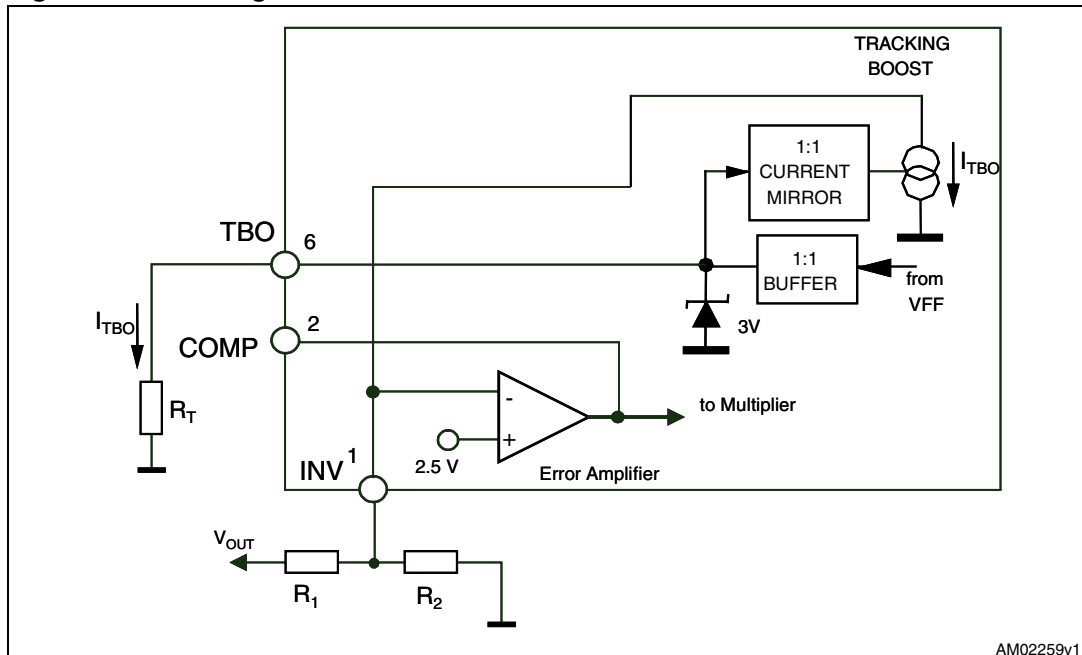 TRACKING
BOOST
1:1
CURRENT
MIRROR
I_TBO
TBO
6
1:1
BUFFER
from
VFF
3V
I_TBO
COMP
2
R_T
-
+
2.5 V
to Multiplier
Error Amplifier
INV
1
V_OUT
R_1
R_2
AM02259v1